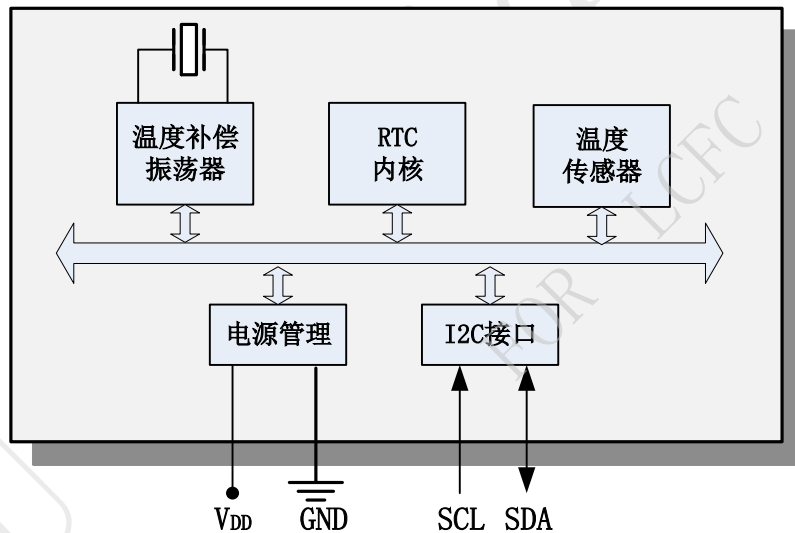 温度补偿
振荡器
RTC
内核
温度
传感器
电源管理
I2C接口
VDD
GND
SCL
SDA
FOR LCFC